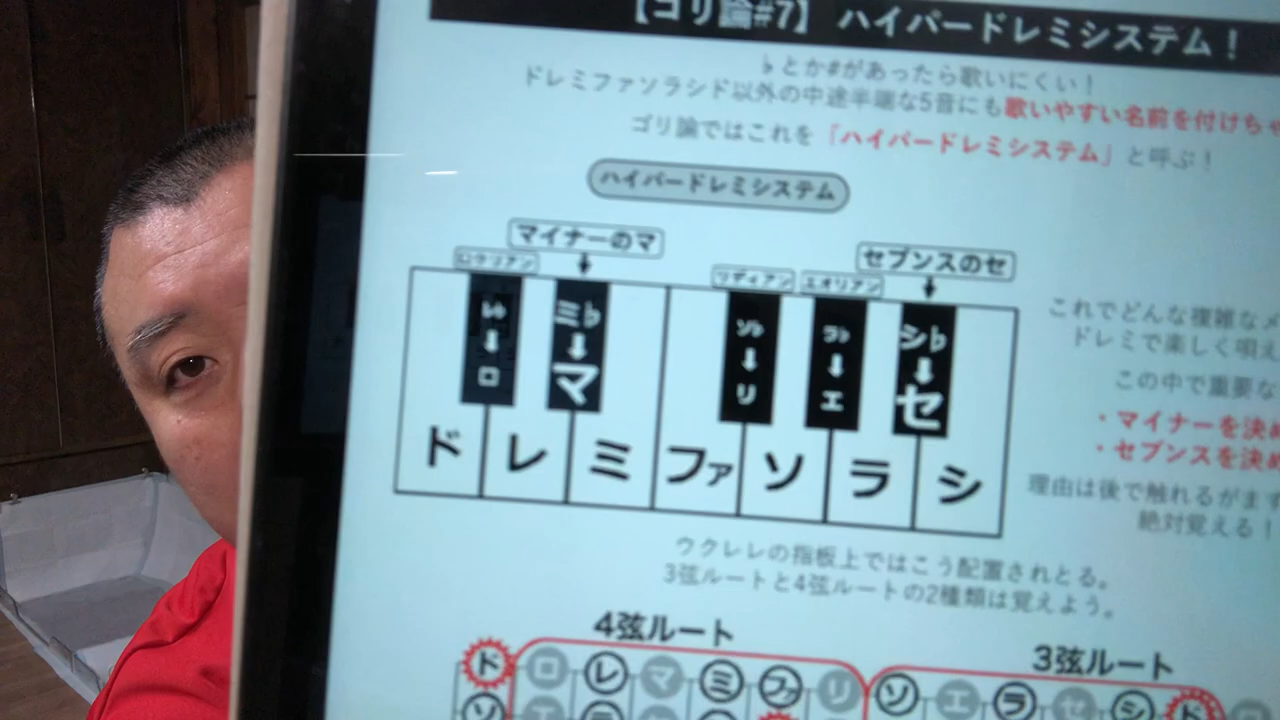 【ゴリ論#7】 ハイパードレミシステム！
♭とか#があったら歌いにくい！
ドレミファソラシド以外の中途半端な5音にも歌いやすい名前を付けち
ゴリ論ではこれを「ハイパードレミシステム」と呼ぶ！
ハイパードレミシステム
マイナーのマ
セブンスのセ
ロクリアン
リディアン
エオリアン
レ♭
↓
ロ
ミ♭
↓
マ
ソ♭
↓
リ
ラ♭
↓
エ
シ♭
↓
セ
ド レ ミ ファ ソ ラ シ
これでどんな複雑な
ドレミで楽しく唄え
この中で重要な
・マイナーを決
・セブンスを決
理由は後で触れるがまず
絶対覚える！
ウクレレの指板上ではこう配置されとる。
3弦ルートと4弦ルートの2種類は覚えよう。
4弦ルート
3弦ルート
ド ロ レ マ ミ ファ リ ソ エ ラ セ シ ド